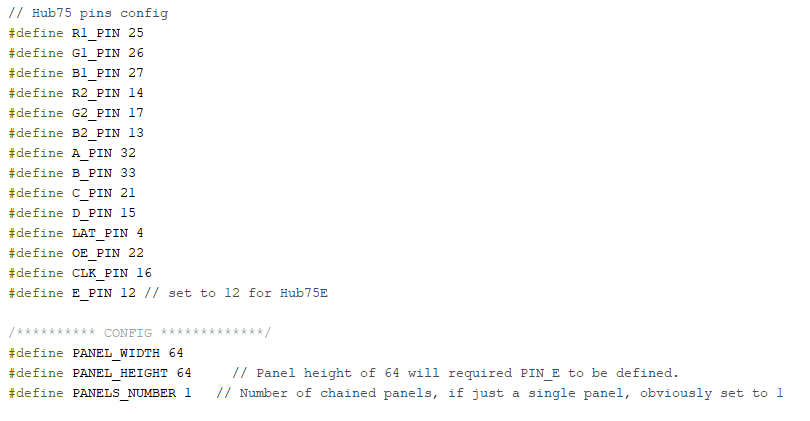 // Hub75 pins config
#define R1_PIN 25
#define G1_PIN 26
#define B1_PIN 27
#define R2_PIN 14
#define G2_PIN 17
#define B2_PIN 13
#define A_PIN 32
#define B_PIN 33
#define C_PIN 21
#define D_PIN 15
#define LAT_PIN 4
#define OE_PIN 22
#define CLK_PIN 16
#define E_PIN 12 // set to 12 for Hub75E
/********** CONFIG *************/
#define PANEL_WIDTH 64
#define PANEL_HEIGHT 64     // Panel height of 64 will required PIN_E to be defined.
#define PANELS_NUMBER 1   // Number of chained panels, if just a single panel, obviously set to 1